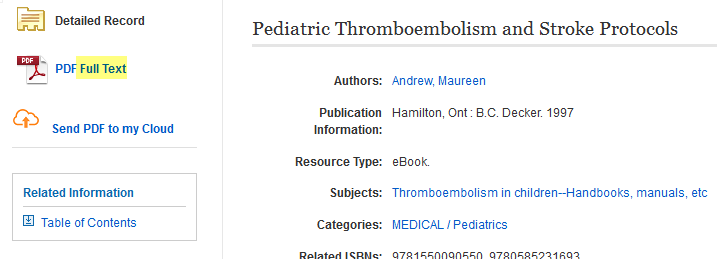 Detailed Record
PDF
PDF Full Text
Send PDF to my Cloud
Related Information
Table of Contents
Pediatric Thromboembolism and Stroke Protocols
Authors: Andrew, Maureen
Publication Information: Hamilton, Ont : B.C. Decker. 1997
Resource Type: eBook.
Subjects: Thromboembolism in children--Handbooks, manuals, etc
Categories: MEDICAL / Pediatrics
Related ISBNs: 9781550090550. 9780585231693.